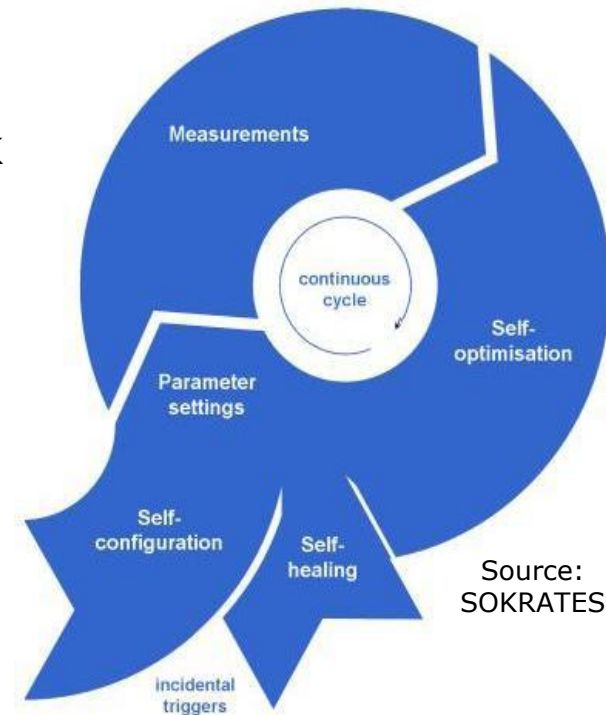 K
Measurements
continuous
cycle
Self-
optimisation
Parameter
settings
Self-
configuration
Self-
healing
Source:
SOKRATES
incidental
triggers